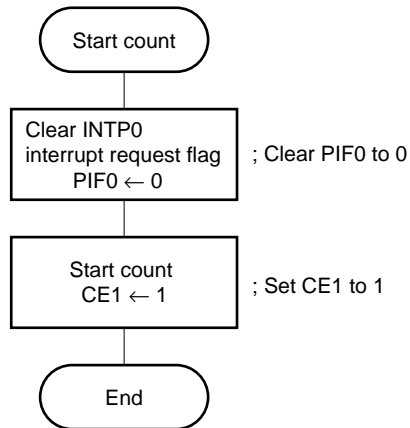 Start count
Clear INTP0
interrupt request flag
PIF0 ← 0
; Clear PIF0 to 0
Start count
CE1 ← 1
; Set CE1 to 1
End